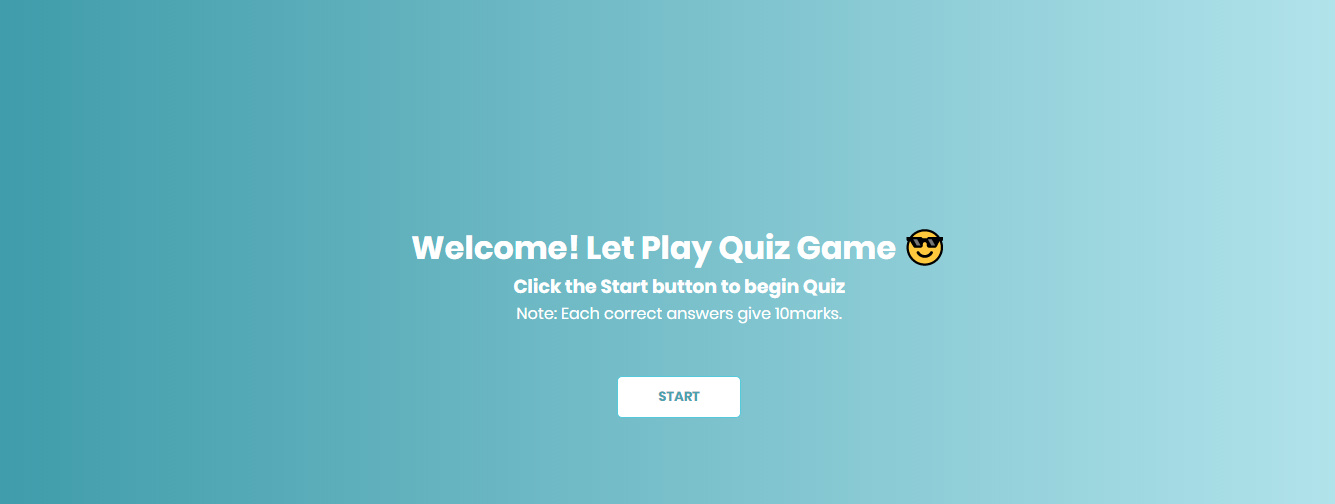 Welcome! Let Play Quiz Game 😎
Click the Start button to begin Quiz
Note: Each correct answers give 10marks.
START